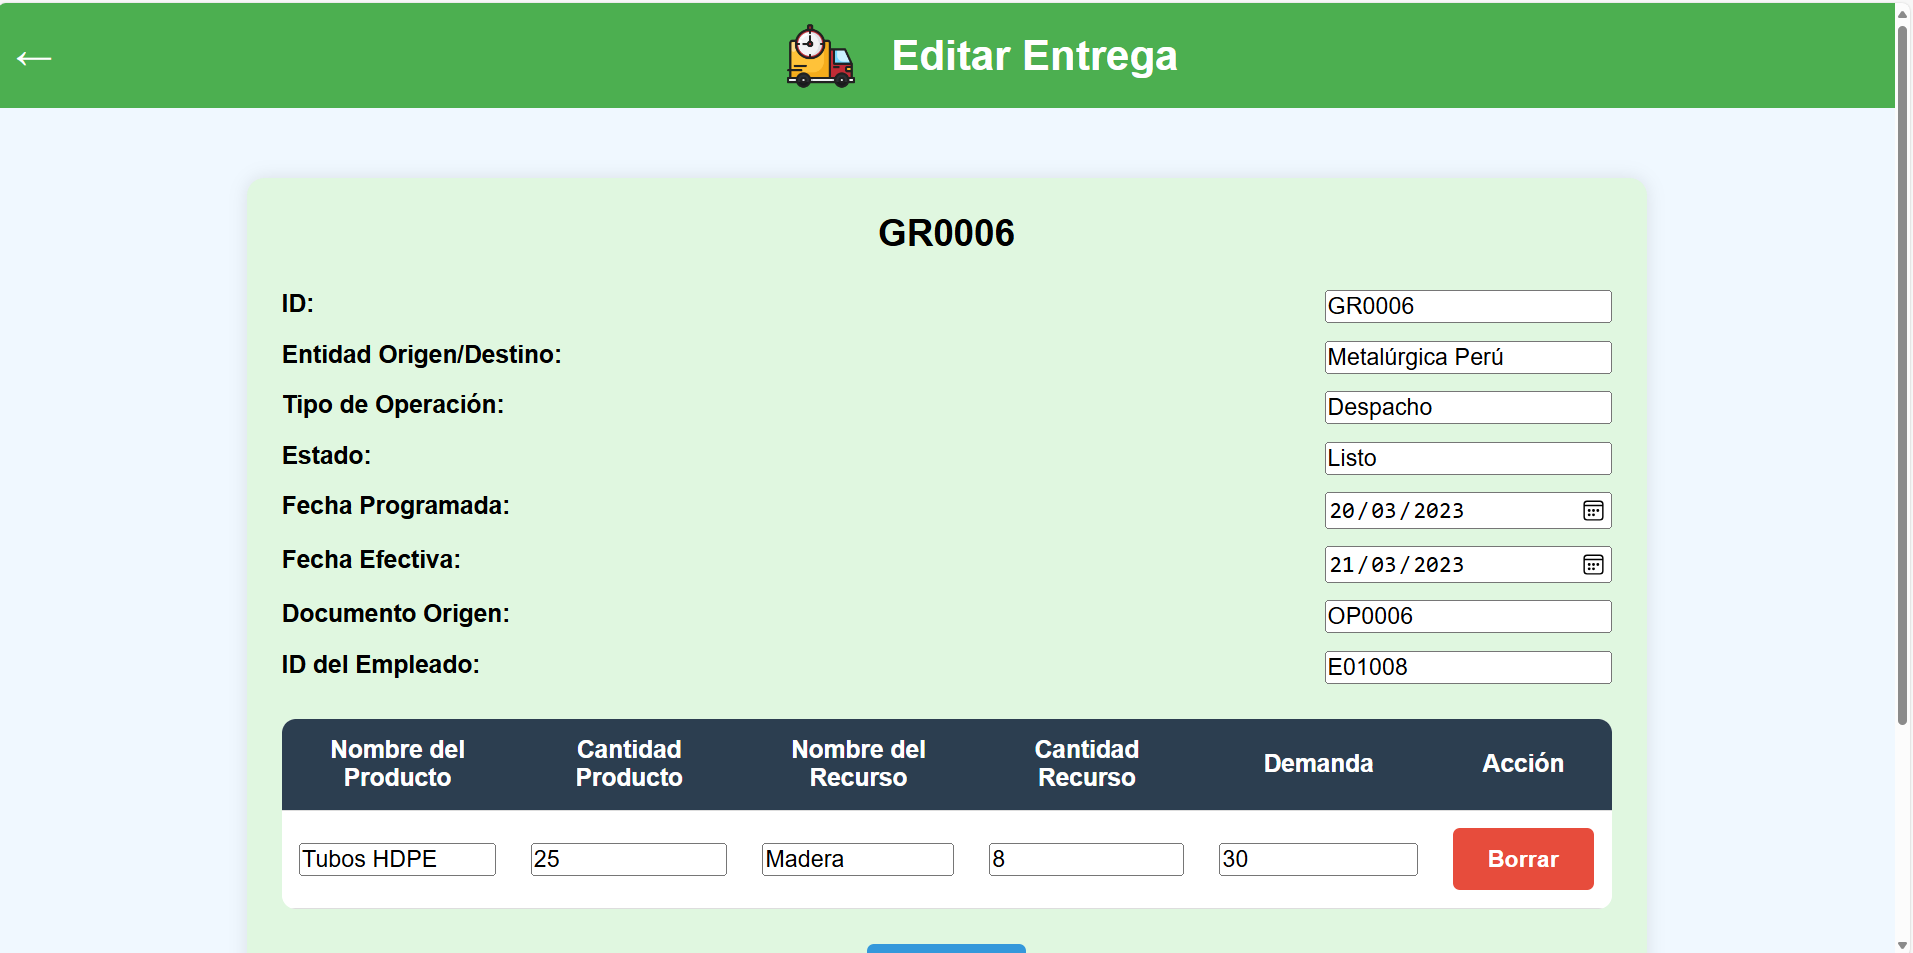 Editar Entrega
GR0006
ID: GR0006
Entidad Origen/Destino: Metalúrgica Perú
Tipo de Operación: Despacho
Estado: Listo
Fecha Programada: 20/03/2023
Fecha Efectiva: 21/03/2023
Documento Origen: OP0006
ID del Empleado: E01008
Nombre del Producto Cantidad Producto Nombre del Recurso Cantidad Recurso Demanda Acción
Tubos HDPE 25 Madera 8 30 Borrar